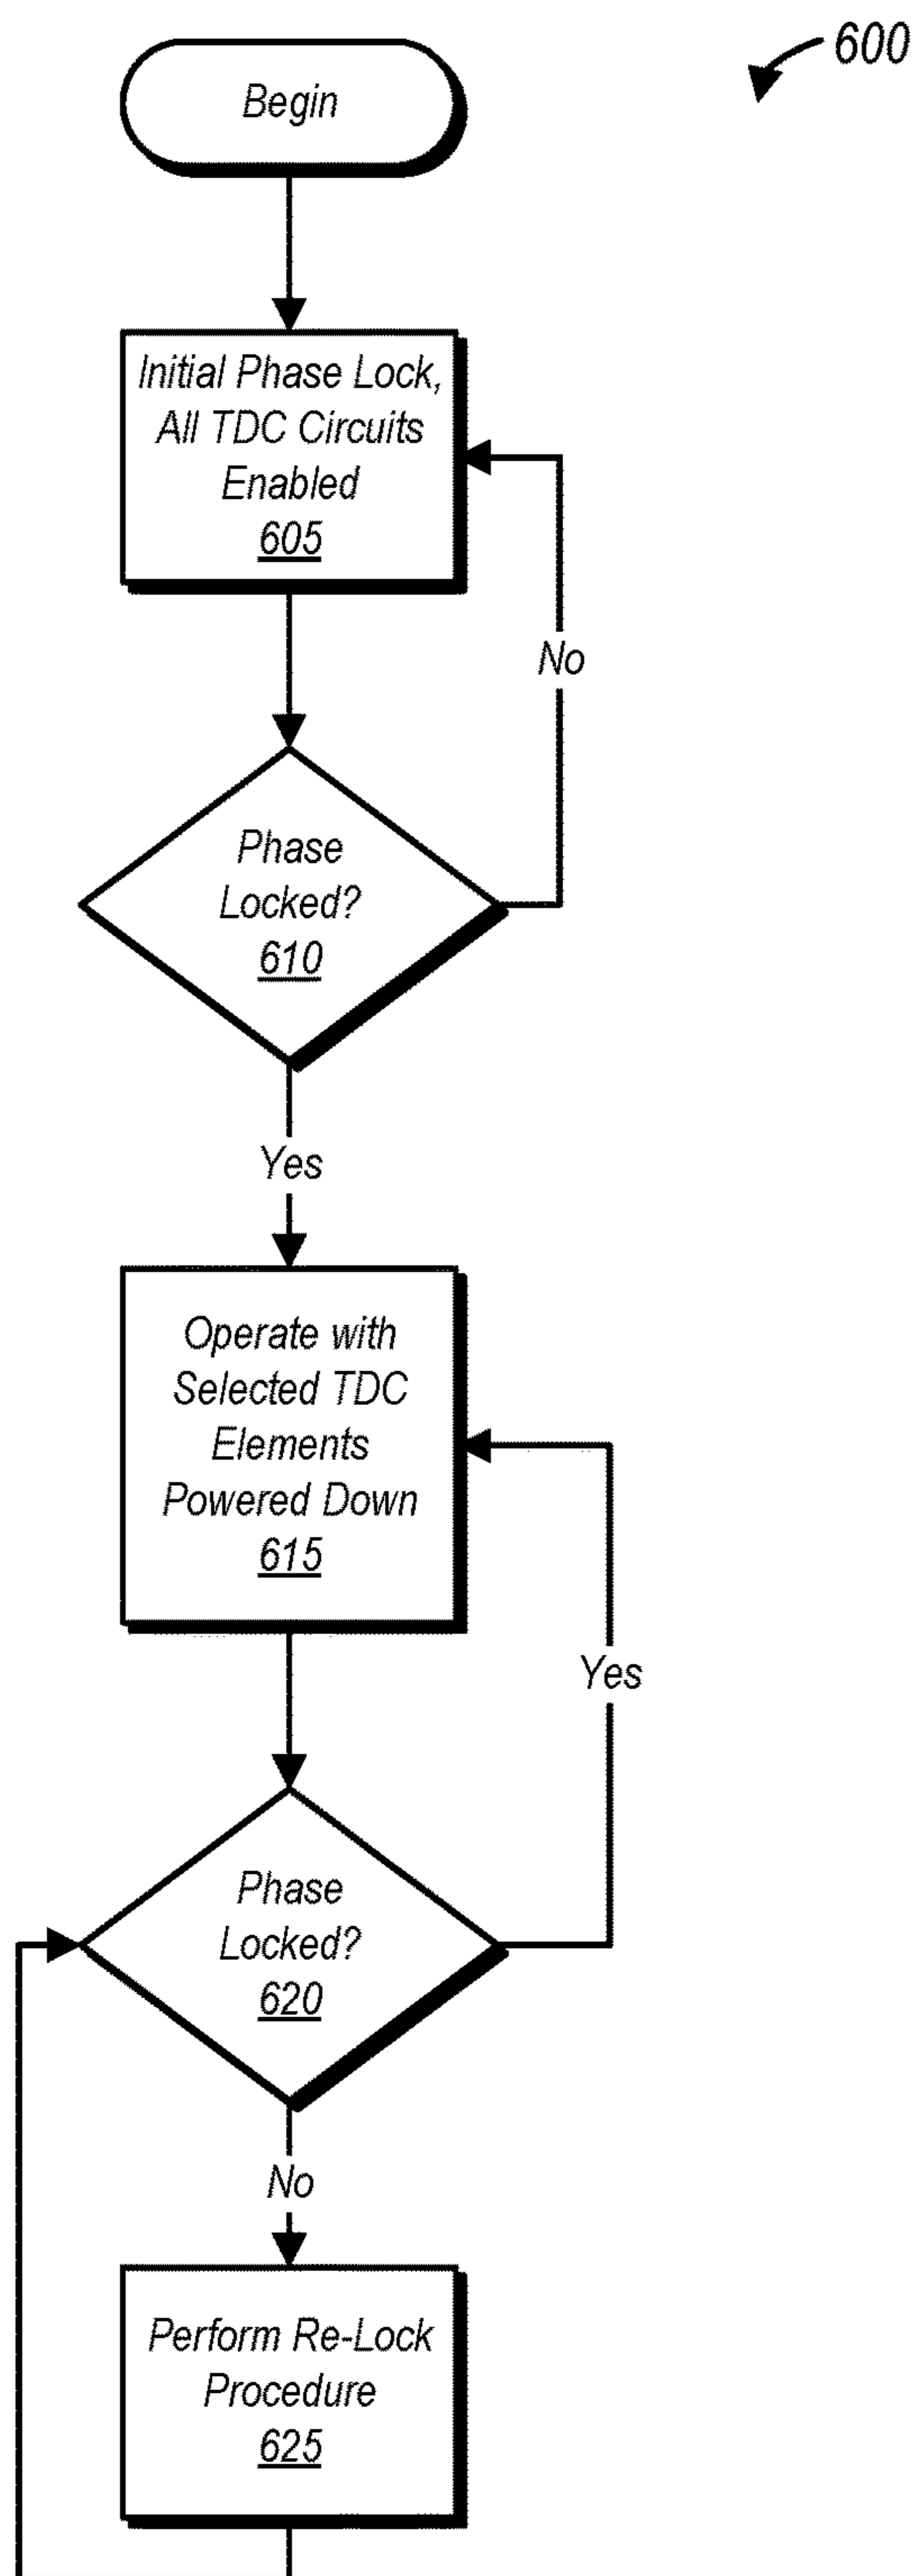 600
Begin
Initial Phase Lock,
All TDC Circuits
Enabled
605
No
Phase
Locked?
610
Yes
Operate with
Selected TDC
Elements
Powered Down
615
Yes
Phase
Locked?
620
No
Perform Re-Lock
Procedure
625